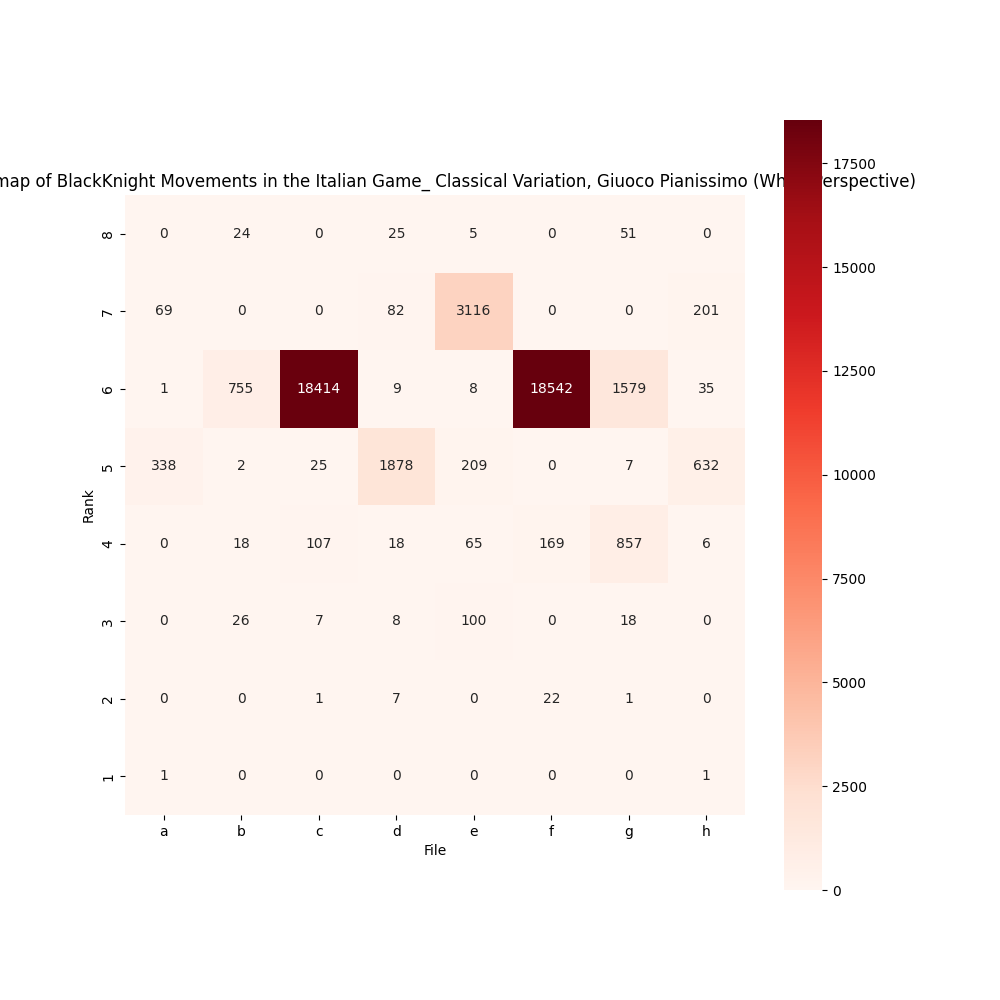 map of BlackKnight Movements in the Italian Game_ Classical Variation, Giuoco Pianissimo (Wh erspective)
17500
15000
12500
10000
7500
5000
2500
0
Rank
8 0 24 0 25 5 0 51 0
7 69 0 0 82 3116 0 0 201
6 1 755 18414 9 8 18542 1579 35
5 338 2 25 1878 209 0 7 632
4 0 18 107 18 65 169 857 6
3 0 26 7 8 100 0 18 0
2 0 0 1 7 0 22 1 0
1 1 0 0 0 0 0 0 1
a b c d e f g h
File